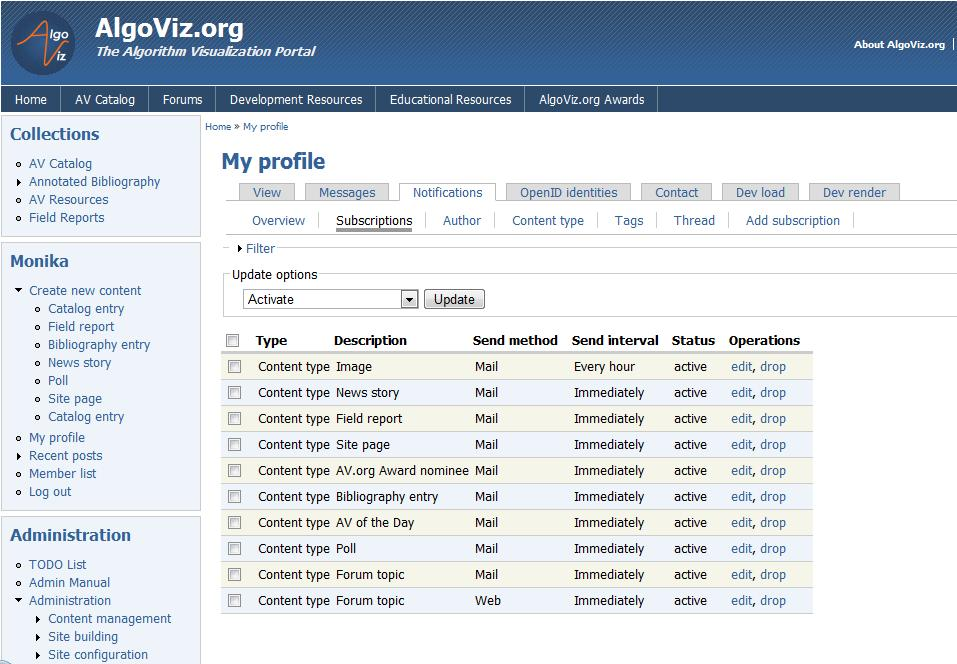 Algo
Viz
AlgoViz.org
The Algorithm Visualization Portal
About AlgoViz.org
Home AV Catalog Forums Development Resources Educational Resources AlgoViz.org Awards
Collections
AV Catalog
Annotated Bibliography
AV Resources
Field Reports
Monika
Create new content
Catalog entry
Field report
Bibliography entry
News story
Poll
Site page
Catalog entry
My profile
Recent posts
Member list
Log out
Administration
TODO List
Admin Manual
Administration
Content management
Site building
Site configuration
Home » My profile
My profile
View Messages Notifications OpenID identities Contact Dev load Dev render
Overview Subscriptions Author Content type Tags Thread Add subscription
Filter
Update options
Activate Update
Type Description Send method Send interval Status Operations
Content type Image Mail Every hour active edit, drop
Content type News story Mail Immediately active edit, drop
Content type Field report Mail Immediately active edit, drop
Content type Site page Mail Immediately active edit, drop
Content type AV.org Award nominee Mail Immediately active edit, drop
Content type Bibliography entry Mail Immediately active edit, drop
Content type AV of the Day Mail Immediately active edit, drop
Content type Poll Mail Immediately active edit, drop
Content type Forum topic Mail Immediately active edit, drop
Content type Forum topic Web Immediately active edit, drop